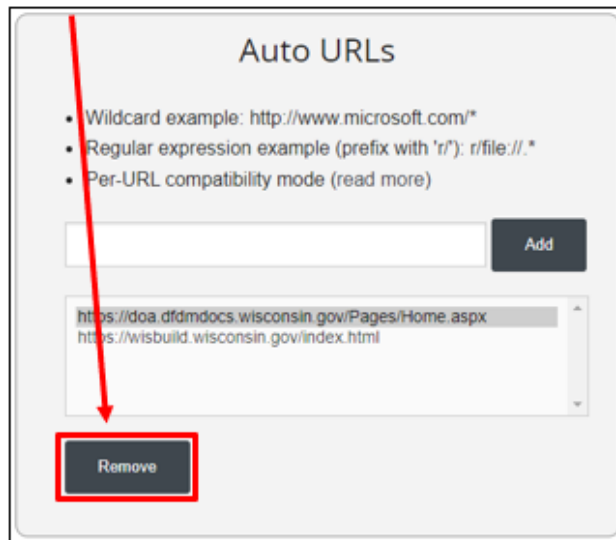 Auto URLs
• Wildcard example: http://www.microsoft.com/*
• Regular expression example (prefix with 'r/'): r/file://.*
• Per-URL compatibility mode (read more)
Add
https://doa.dfdmdocs.wisconsin.gov/Pages/Home.aspx
https://wisbuild.wisconsin.gov/index.html
Remove